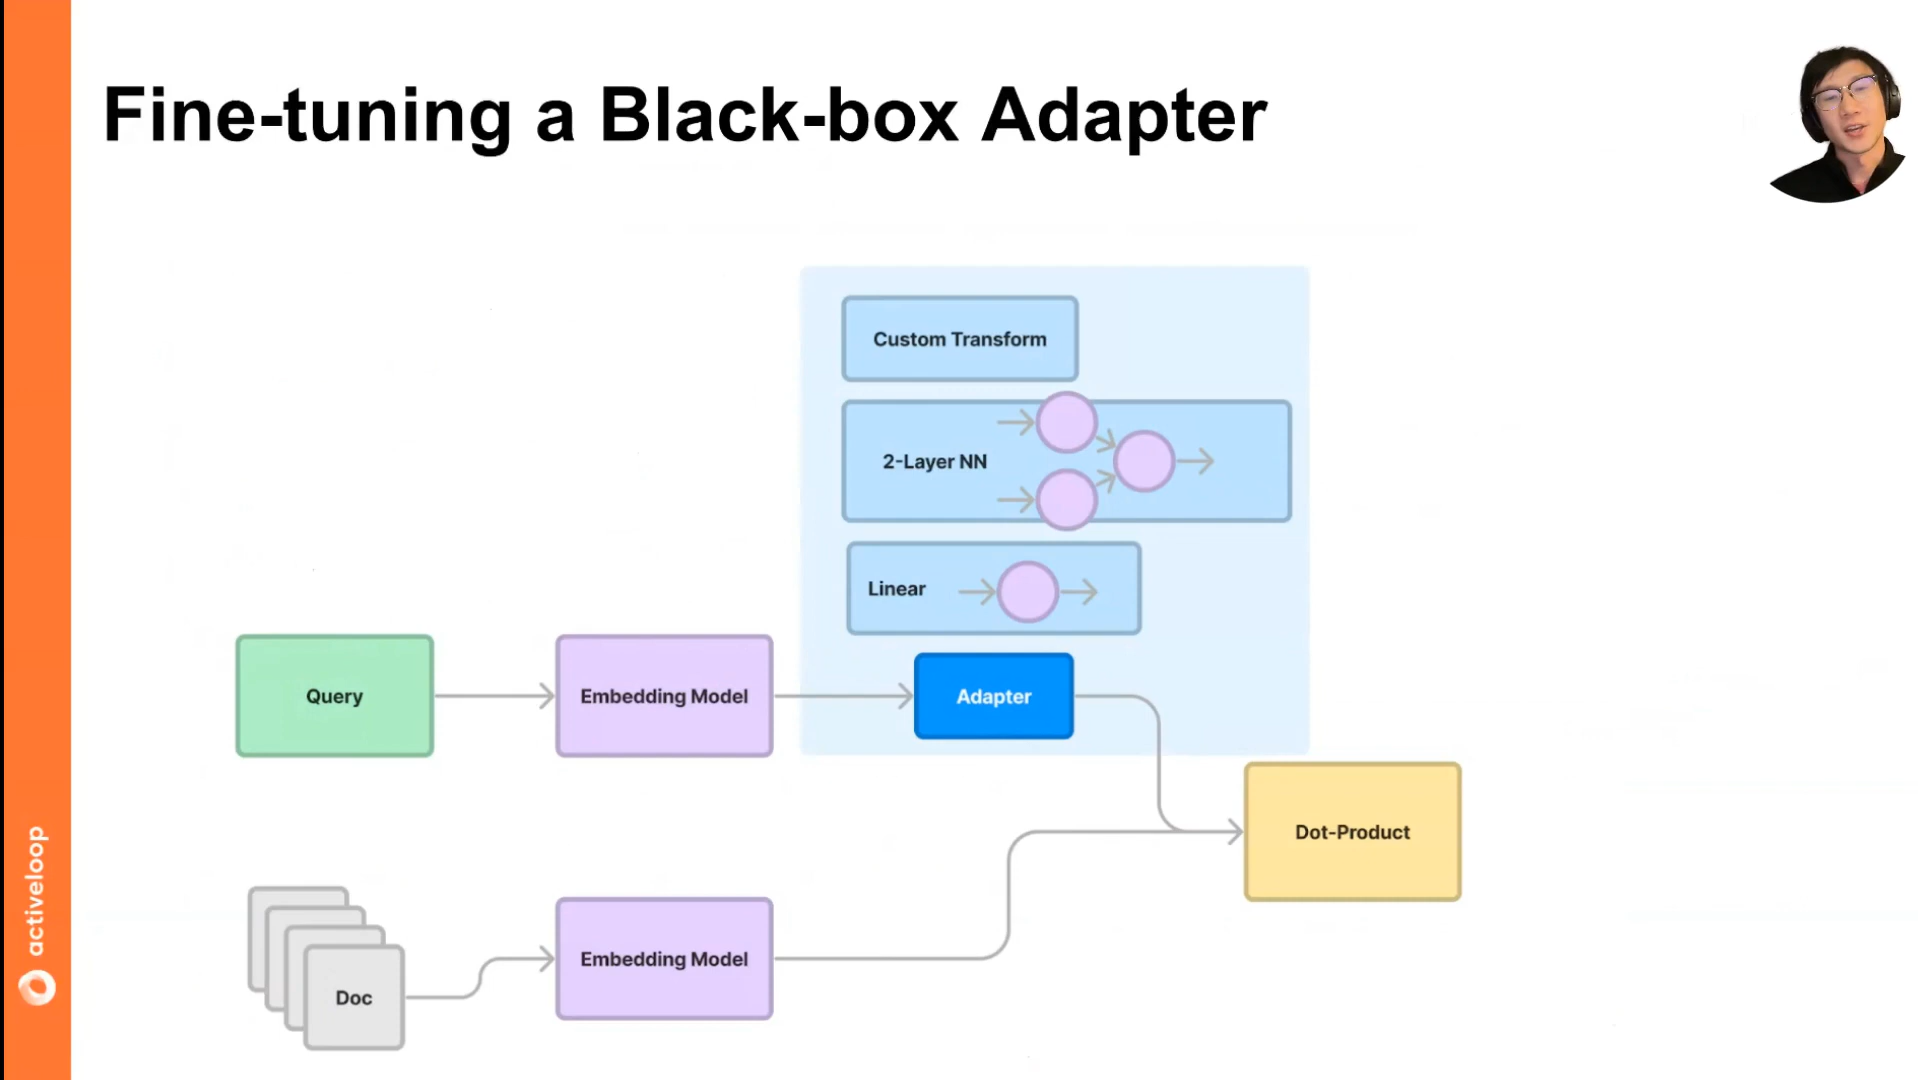 Fine-tuning a Black-box Adapter
Custom Transform
2-Layer NN
Linear
Query
Embedding Model
Adapter
Dot-Product
Doc
Embedding Model
activeloop